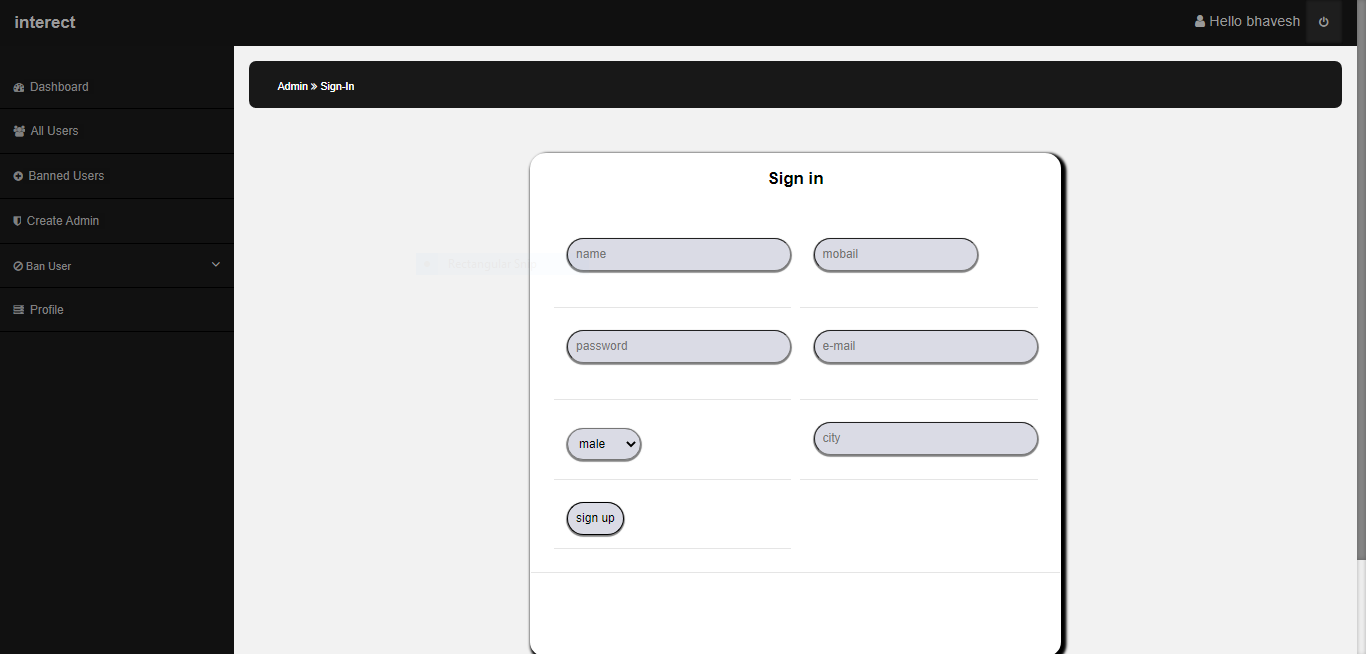 interect
Hello bhavesh
Dashboard
All Users
Banned Users
Create Admin
Ban User
Profile
Admin » Sign-In
Sign in
name
mobail
password
e-mail
male
city
sign up